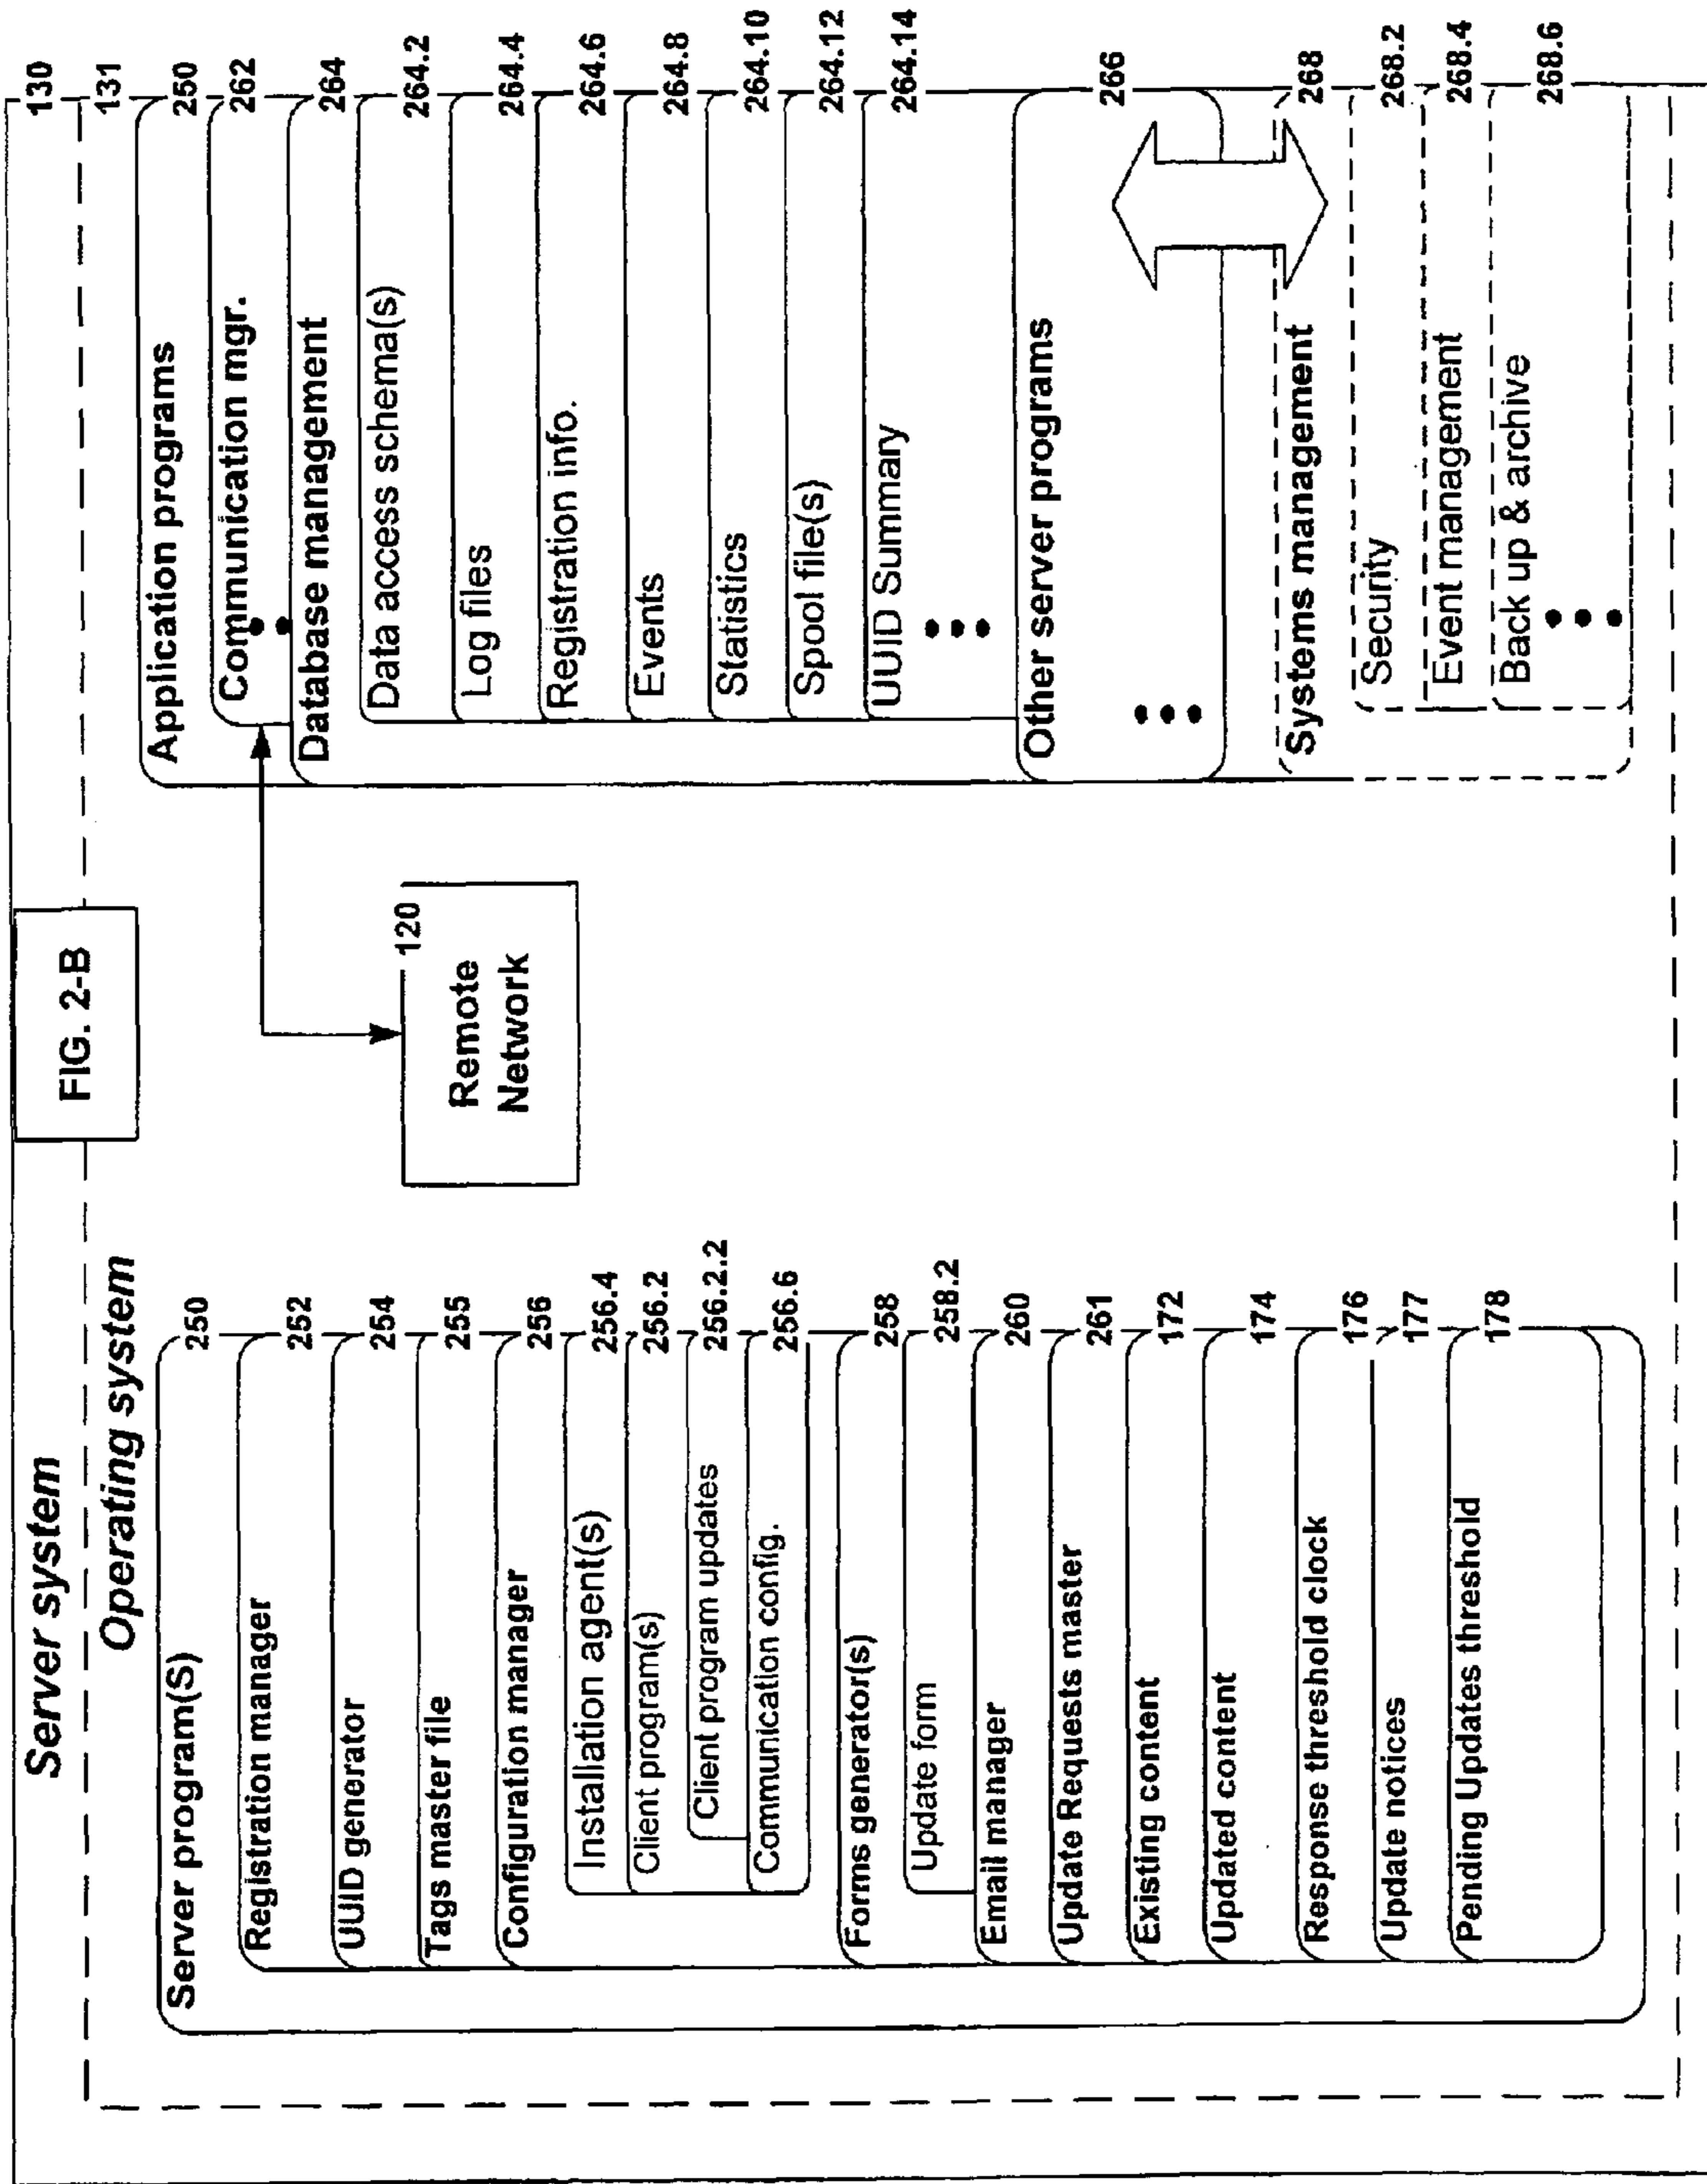 FIG. 2-B
Server system 130
Operating system 131
Server program(S) 250
Registration manager 252
UUID generator 254
Tags master file 255
Configuration manager 256
Installation agent(s) 256.4
Client program(s) 256.2
Client program updates 256.2.2
Communication config. 256.6
Forms generator(s) 258
Update form 258.2
Email manager 260
Update Requests master 261
Existing content 172
Updated content 174
Response threshold clock 176
Update notices 177
Pending Updates threshold 178
120
Remote
Network
Application programs 250
Communication mgr. 262
Database management 264
Data access schema(s) 264.2
Log files 264.4
Registration info. 264.6
Events 264.8
Statistics 264.10
Spool file(s) 264.12
UUID Summary 264.14
Other server programs 266
Systems management 268
Security 268.2
Event management 268.4
Back up & archive 268.6